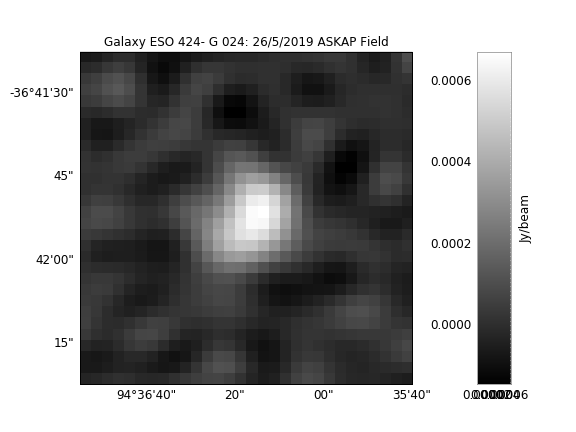 Galaxy ESO 424- G 024: 26/5/2019 ASKAP Field
-36°41'30"
45"
42'00"
15"
94°36'40" 20" 00" 35'40"
0.0006
0.0004
0.0002
0.0000
Jy/beam